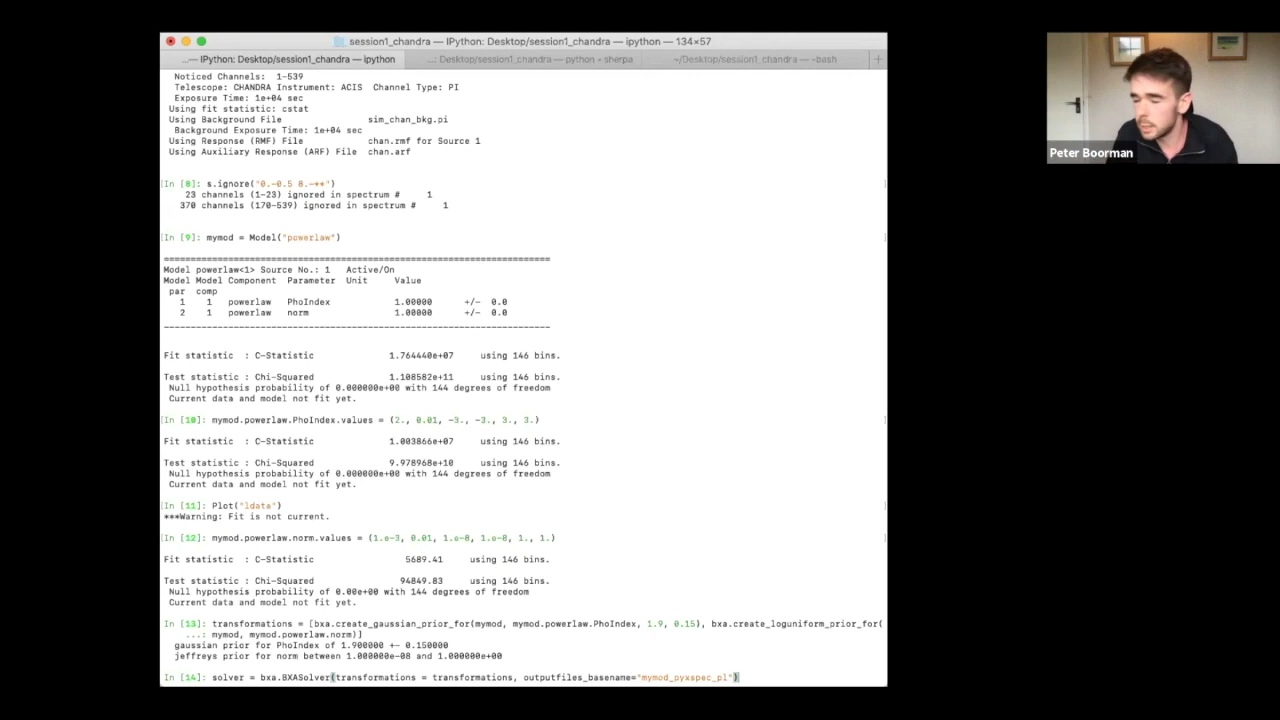 session1_chandra — IPython: Desktop/session1_chandra — ipython — 134×57
...— IPython: Desktop/session1_chandra — ipython
...: Desktop/session1_chandra — python • sherpa
~/Desktop/session1_chandra — -bash
+
Noticed Channels:  1-539
Telescope: CHANDRA Instrument: ACIS  Channel Type: PI
Exposure Time: 1e+04 sec
Using fit statistic: cstat
Using Background File                sim_chan_bkg.pi
Background Exposure Time: 1e+04 sec
Using Response (RMF) File            chan.rmf for Source 1
Using Auxiliary Response (ARF) File  chan.arf
In [8]: s.ignore("0.-0.5 8.-**")
23 channels (1-23) ignored in spectrum #     1
370 channels (170-539) ignored in spectrum #     1
In [9]: mymod = Model("powerlaw")
========================================================================
Model powerlaw<1> Source No.: 1   Active/On
Model Model Component  Parameter  Unit     Value
par  comp
1    1   powerlaw   PhoIndex            1.00000      +/-  0.0
2    1   powerlaw   norm                1.00000      +/-  0.0
________________________________________________________________________
Fit statistic  : C-Statistic              1.764440e+07     using 146 bins.
Test statistic : Chi-Squared              1.108582e+11     using 146 bins.
Null hypothesis probability of 0.000000e+00 with 144 degrees of freedom
Current data and model not fit yet.
In [10]: mymod.powerlaw.PhoIndex.values = (2., 0.01, -3., -3., 3., 3.)
Fit statistic  : C-Statistic              1.003866e+07     using 146 bins.
Test statistic : Chi-Squared              9.978968e+10     using 146 bins.
Null hypothesis probability of 0.000000e+00 with 144 degrees of freedom
Current data and model not fit yet.
In [11]: Plot("ldata")
***Warning: Fit is not current.
In [12]: mymod.powerlaw.norm.values = (1.e-3, 0.01, 1.e-8, 1.e-8, 1., 1.)
Fit statistic  : C-Statistic                 5689.41     using 146 bins.
Test statistic : Chi-Squared                94849.83     using 146 bins.
Null hypothesis probability of 0.00e+00 with 144 degrees of freedom
Current data and model not fit yet.
In [13]: transformations = [bxa.create_gaussian_prior_for(mymod, mymod.powerlaw.PhoIndex, 1.9, 0.15), bxa.create_loguniform_prior_for(
...: mymod, mymod.powerlaw.norm)]
gaussian prior for PhoIndex of 1.900000 +- 0.150000
jeffreys prior for norm between 1.000000e-08 and 1.000000e+00
In [14]: solver = bxa.BXASolver(transformations = transformations, outputfiles_basename="mymod_pyxspec_pl")
Peter Boorman